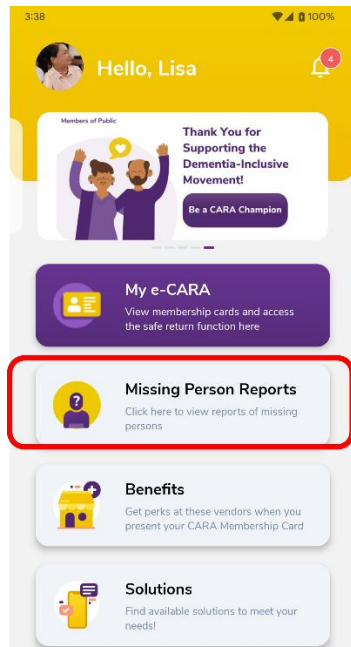 3:38
100%
Hello, Lisa
4
Members of Public
Thank You for
Supporting the
Dementia-Inclusive
Movement!
Be a CARA Champion
My e-CARA
View membership cards and access
the safe return function here
?
Missing Person Reports
Click here to view reports of missing
persons
Benefits
Get perks at these vendors when you
present your CARA Membership Card
Solutions
Find available solutions to meet your
needs!